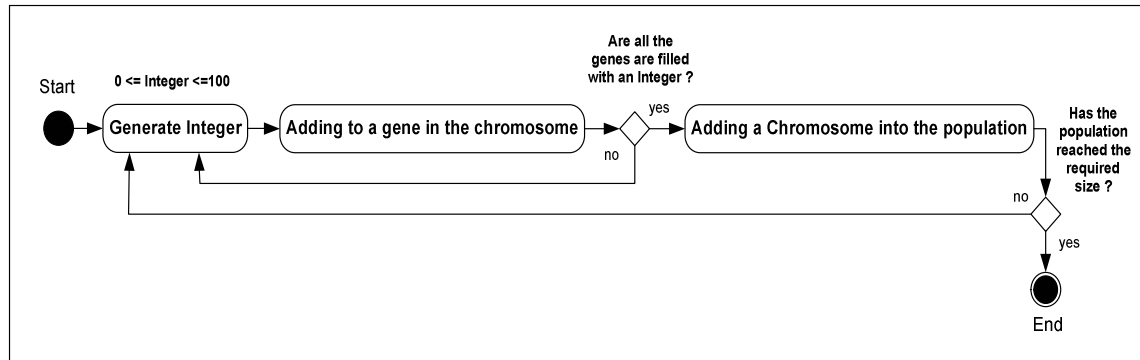 Start
0 <= Integer <=100
Generate Integer
Adding to a gene in the chromosome
Are all the
genes are filled
with an Integer ?
yes
no
Adding a Chromosome into the population
Has the
population
reached the
required
size ?
no
yes
End